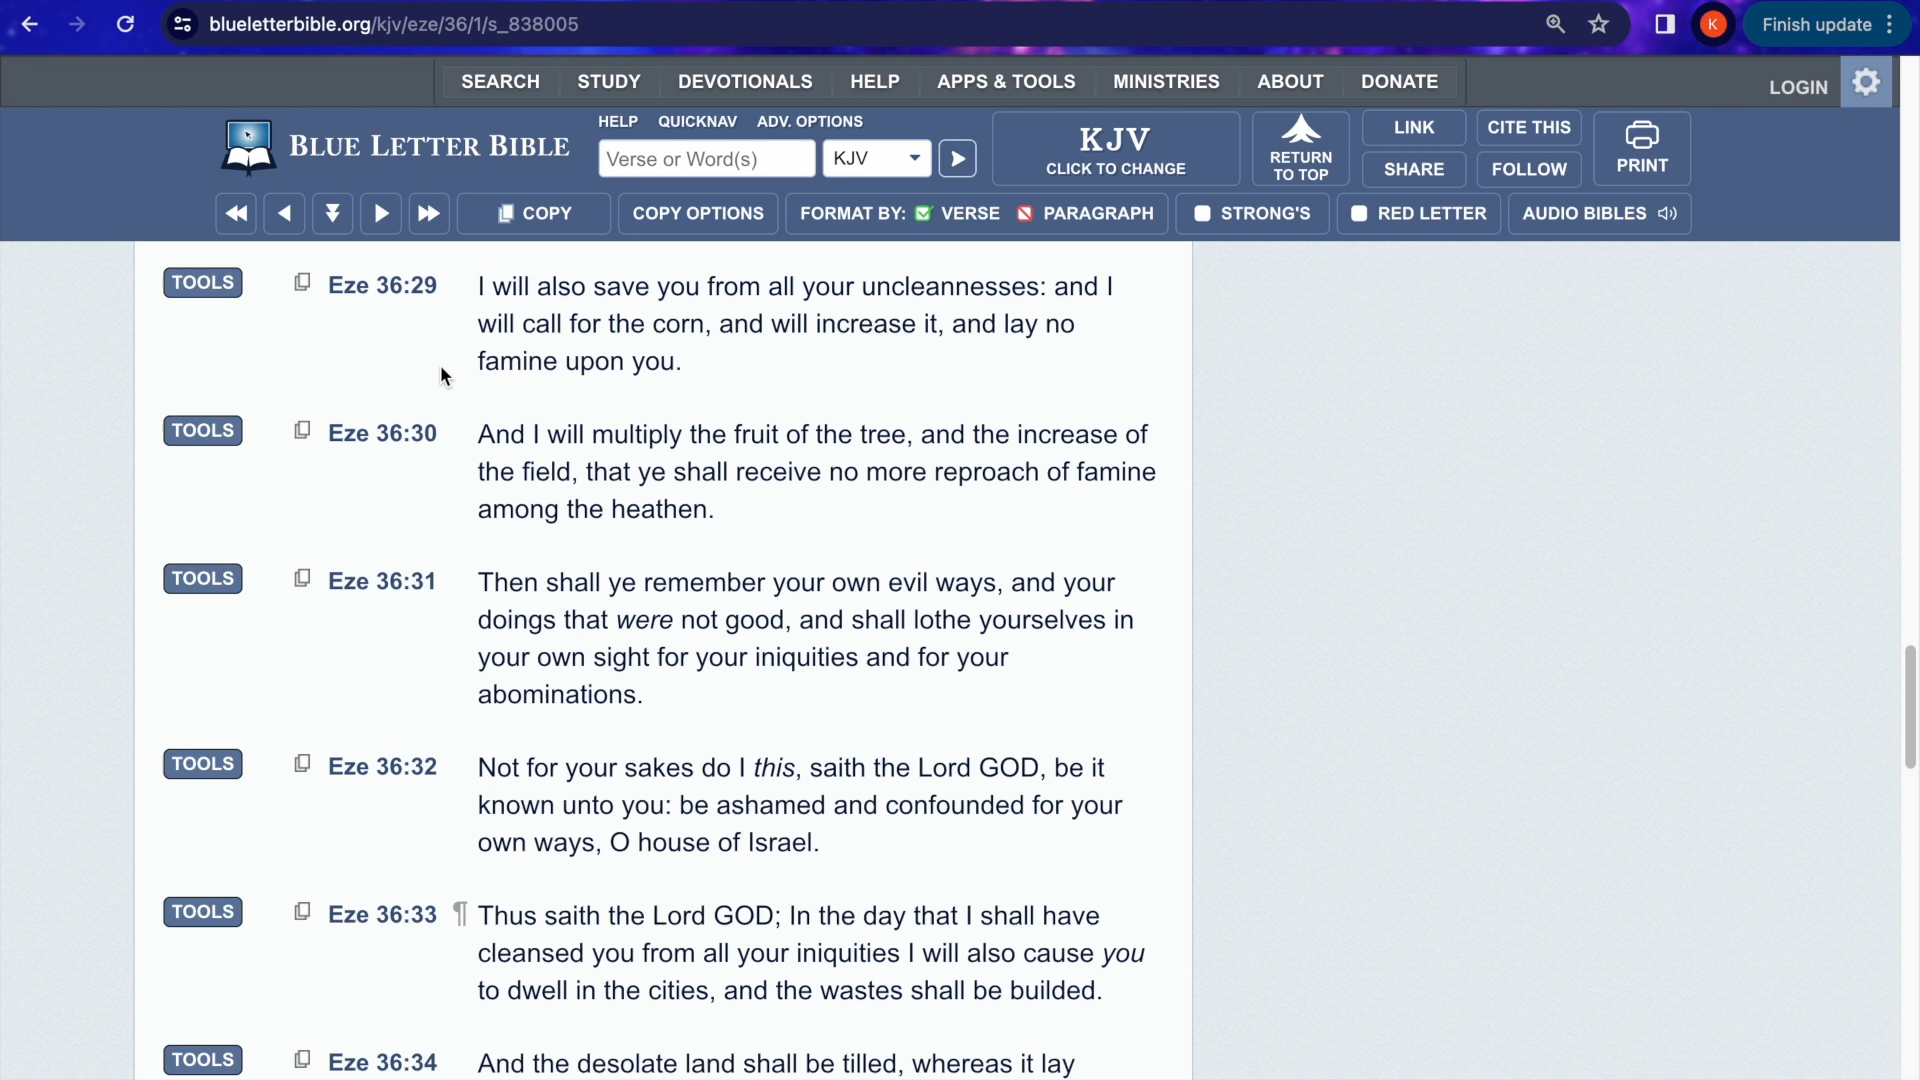 blueletterbible.org/kjv/eze/36/1/s_838005
K
Finish update
SEARCH STUDY DEVOTIONALS HELP APPS & TOOLS MINISTRIES ABOUT DONATE
LOGIN
BLUE LETTER BIBLE
HELP QUICKNAV ADV. OPTIONS
Verse or Word(s)
KJV
KJV
CLICK TO CHANGE
RETURN
TO TOP
LINK
CITE THIS
SHARE
FOLLOW
PRINT
COPY
COPY OPTIONS
FORMAT BY: VERSE PARAGRAPH
STRONG'S
RED LETTER
AUDIO BIBLES
TOOLS
Eze 36:29
I will also save you from all your uncleannesses: and I
will call for the corn, and will increase it, and lay no
famine upon you.
TOOLS
Eze 36:30
And I will multiply the fruit of the tree, and the increase of
the field, that ye shall receive no more reproach of famine
among the heathen.
TOOLS
Eze 36:31
Then shall ye remember your own evil ways, and your
doings that were not good, and shall lothe yourselves in
your own sight for your iniquities and for your
abominations.
TOOLS
Eze 36:32
Not for your sakes do I this, saith the Lord GOD, be it
known unto you: be ashamed and confounded for your
own ways, O house of Israel.
TOOLS
Eze 36:33
¶ Thus saith the Lord GOD; In the day that I shall have
cleansed you from all your iniquities I will also cause you
to dwell in the cities, and the wastes shall be builded.
TOOLS
Eze 36:34
And the desolate land shall be tilled, whereas it lay